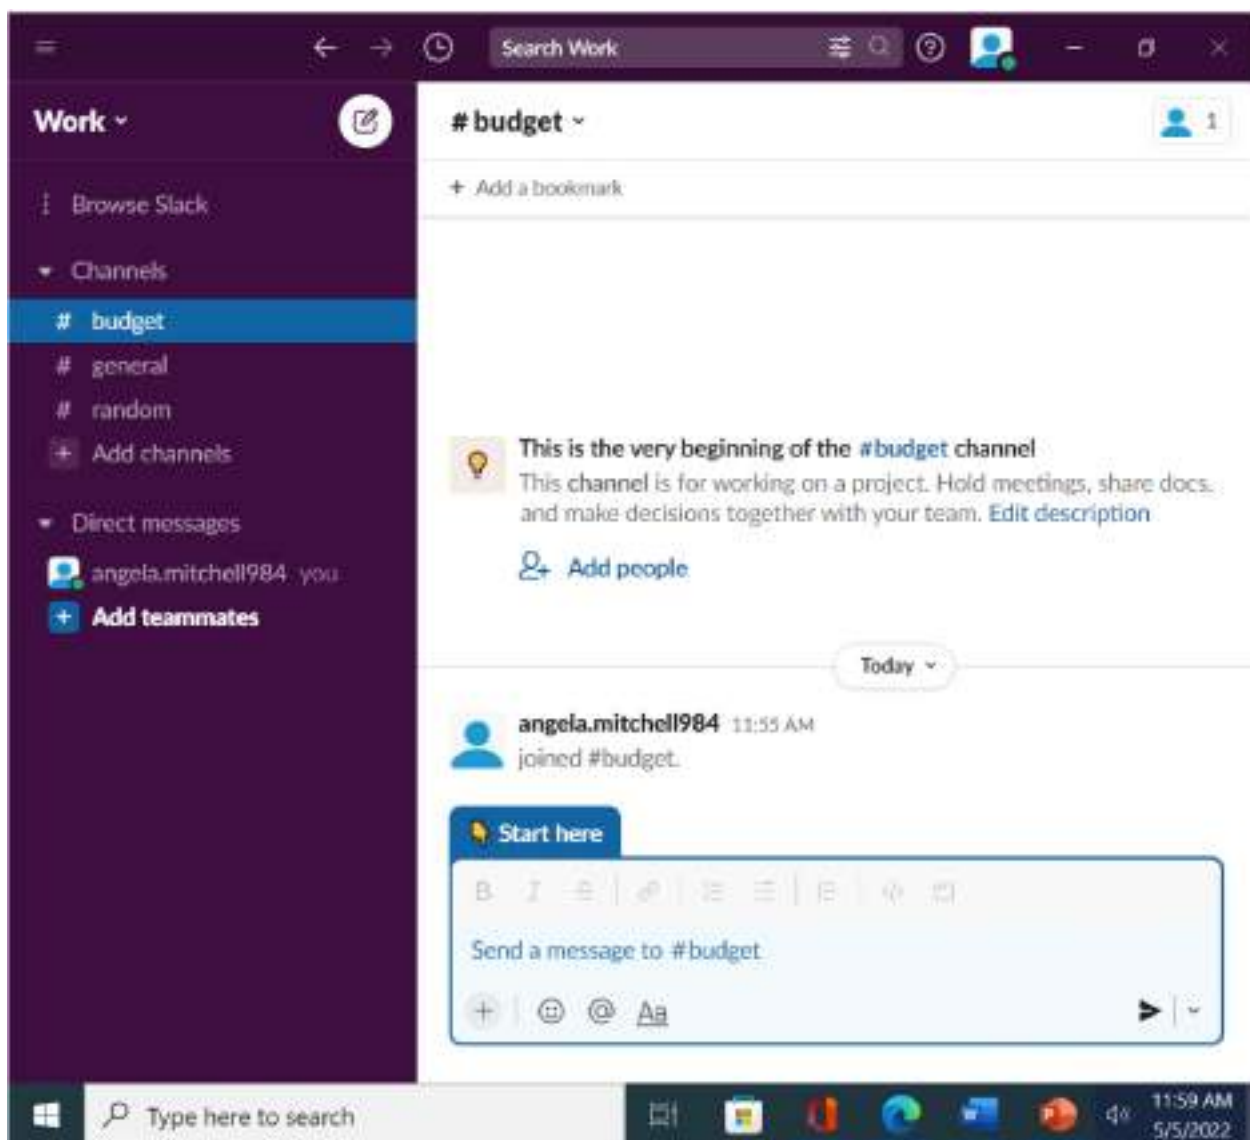 Search Work
Work
# budget
1
+ Add a bookmark
Browse Slack
Channels
# budget
# general
# random
+ Add channels
Direct messages
angela.mitchell984 you
+ Add teammates
This is the very beginning of the #budget channel
This channel is for working on a project. Hold meetings, share docs,
and make decisions together with your team. Edit description
Add people
Today
angela.mitchell984 11:55 AM
joined #budget.
Start here
B I S
Send a message to #budget
+ @ Aa
Type here to search
11:59 AM
5/5/2022